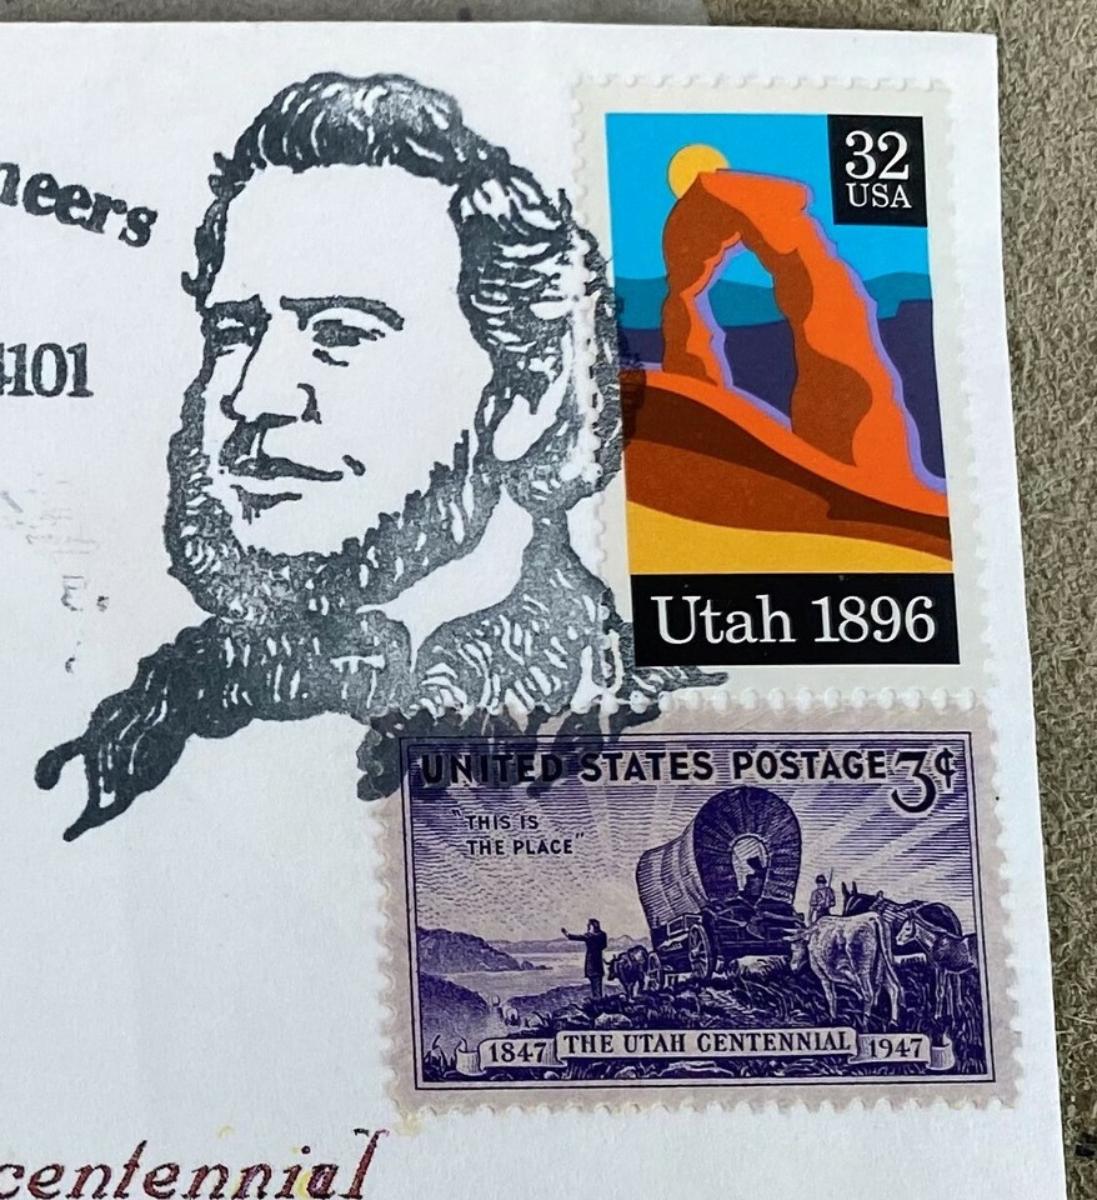 neers
4101
32
USA
Utah 1896
UNITED STATES POSTAGE 3¢
"THIS IS
THE PLACE"
1847 THE UTAH CENTENNIAL 1947
centennial